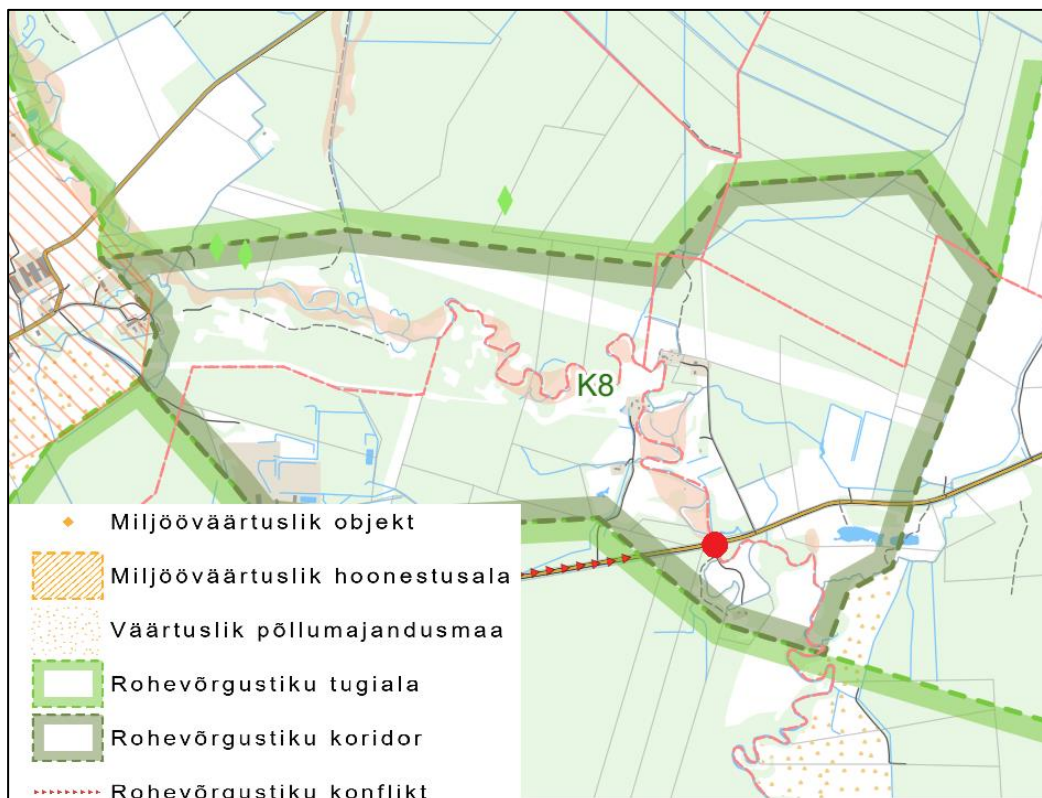 K8
Miljööväärtuslik objekt
Miljööväärtuslik hoonestusala
Väärtuslik põllumajandusmaa
Rohevõrgustiku tugiala
Rohevõrgustiku koridor
Rohevõrgustiku konflikt